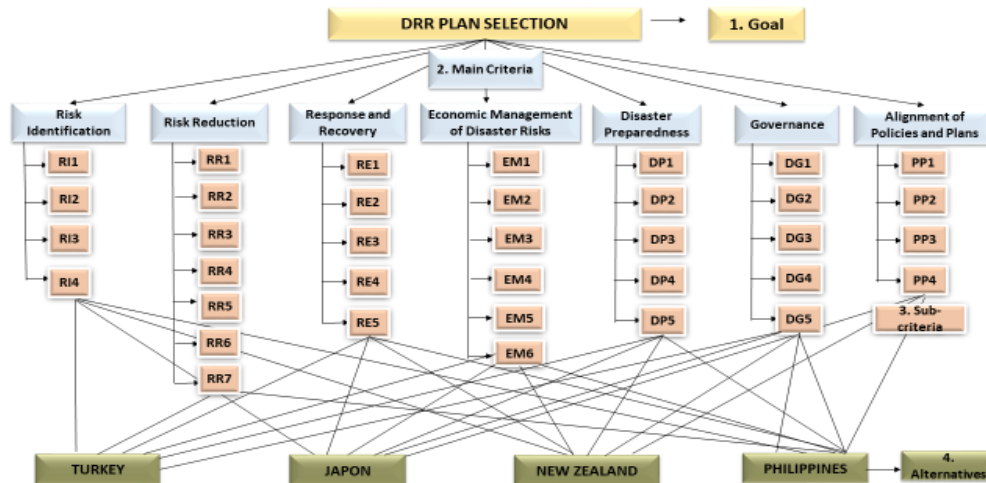 DRR PLAN SELECTION
1. Goal
2. Main Criteria
Risk
Identification
Risk Reduction
Response and
Recovery
Economic Management
of Disaster Risks
Disaster
Preparedness
Governance
Alignment of
Policies and Plans
RI1
RI2
RI3
RI4
RR1
RR2
RR3
RR4
RR5
RR6
RR7
RE1
RE2
RE3
RE4
RE5
EM1
EM2
EM3
EM4
EM5
EM6
DP1
DP2
DP3
DP4
DP5
DG1
DG2
DG3
DG4
DG5
PP1
PP2
PP3
PP4
3. Sub-
criteria
TURKEY
JAPON
NEW ZEALAND
PHILIPPINES
4.
Alternatives